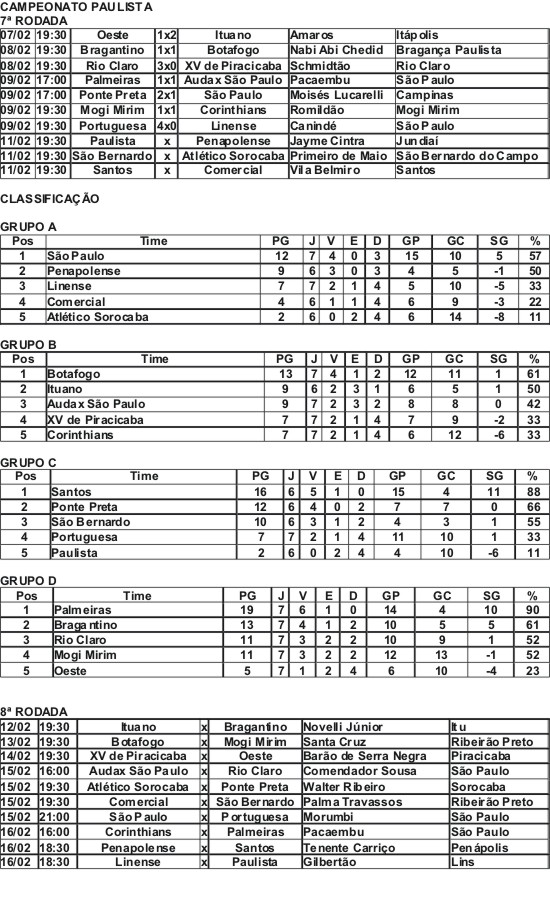 CAMPEONATO PAULISTA
7ª RODADA
07/02 19:30 Oeste 1x2 Ituano Amaros Itápolis
08/02 19:30 Bragantino 1x1 Botafogo Nabi Abi Chedid Bragança Paulista
08/02 19:30 Rio Claro 3x0 XV de Piracicaba Schmidtão Rio Claro
09/02 17:00 Palmeiras 1x1 Audax São Paulo Pacaembu São Paulo
09/02 17:00 Ponte Preta 2x1 São Paulo Moisés Lucarelli Campinas
09/02 19:30 Mogi Mirim 1x1 Corinthians Romildão Mogi Mirim
09/02 19:30 Portuguesa 4x0 Linense Canindé São Paulo
11/02 19:30 Paulista x Penapolense Jayme Cintra Jundiaí
11/02 19:30 São Bernardo x Atlético Sorocaba Primeiro de Maio São Bernardo do Campo
11/02 19:30 Santos x Comercial Vila Belmiro Santos
CLASSIFICAÇÃO
GRUPO A
Pos Time PG J V E D GP GC SG %
1 São Paulo 12 7 4 0 3 15 10 5 57
2 Penapolense 9 6 3 0 3 4 5 -1 50
3 Linense 7 7 2 1 4 5 10 -5 33
4 Comercial 4 6 1 1 4 6 9 -3 22
5 Atlético Sorocaba 2 6 0 2 4 6 14 -8 11
GRUPO B
Pos Time PG J V E D GP GC SG %
1 Botafogo 13 7 4 1 2 12 11 1 61
2 Ituano 9 6 2 3 1 6 5 1 50
3 Audax São Paulo 9 7 2 3 2 8 8 0 42
4 XV de Piracicaba 7 7 2 1 4 7 9 -2 33
5 Corinthians 7 7 2 1 4 6 12 -6 33
GRUPO C
Pos Time PG J V E D GP GC SG %
1 Santos 16 6 5 1 0 15 4 11 88
2 Ponte Preta 12 6 4 0 2 7 7 0 66
3 São Bernardo 10 6 3 1 2 4 3 1 55
4 Portuguesa 7 7 2 1 4 11 10 1 33
5 Paulista 2 6 0 2 4 4 10 -6 11
GRUPO D
Pos Time PG J V E D GP GC SG %
1 Palmeiras 19 7 6 1 0 14 4 10 90
2 Bragantino 13 7 4 1 2 10 5 5 61
3 Rio Claro 11 7 3 2 2 10 9 1 52
4 Mogi Mirim 11 7 3 2 2 12 13 -1 52
5 Oeste 5 7 1 2 4 6 10 -4 23
8ª RODADA
12/02 19:30 Ituano x Bragantino Novelli Júnior Itu
13/02 19:30 Botafogo x Mogi Mirim Santa Cruz Ribeirão Preto
14/02 19:30 XV de Piracicaba x Oeste Barão de Serra Negra Piracicaba
15/02 16:00 Audax São Paulo x Rio Claro Comendador Sousa São Paulo
15/02 19:30 Atlético Sorocaba x Ponte Preta Walter Ribeiro Sorocaba
15/02 19:30 Comercial x São Bernardo Palma Travassos Ribeirão Preto
15/02 21:00 São Paulo x Portuguesa Morumbi São Paulo
16/02 16:00 Corinthians x Palmeiras Pacaembu São Paulo
16/02 18:30 Penapolense x Santos Tenente Carriço Penápolis
16/02 18:30 Linense x Paulista Gilbertão Lins